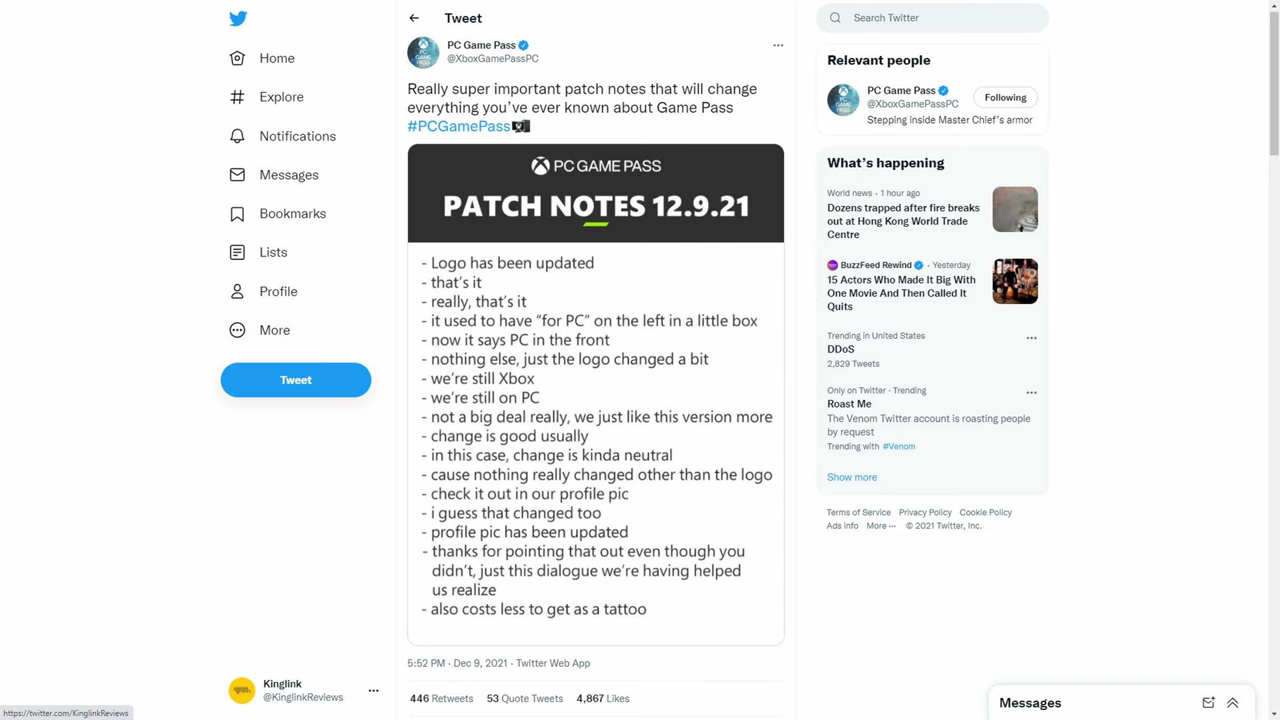 Home
Explore
Notifications
Messages
Bookmarks
Lists
Profile
More
Tweet
Kinglink
@KinglinkReviews
https://twitter.com/KinglinkReviews
Tweet
PC Game Pass
@XboxGamePassPC
Really super important patch notes that will change
everything you've ever known about Game Pass
#PCGamePass
PC GAME PASS
PATCH NOTES 12.9.21
- Logo has been updated
- that's it
- really, that's it
- it used to have "for PC" on the left in a little box
- now it says PC in the front
- nothing else, just the logo changed a bit
- we're still Xbox
- we're still on PC
- not a big deal really, we just like this version more
- change is good usually
- in this case, change is kinda neutral
- cause nothing really changed other than the logo
- check it out in our profile pic
- i guess that changed too
- profile pic has been updated
- thanks for pointing that out even though you
didn't, just this dialogue we're having helped
us realize
- also costs less to get as a tattoo
5:52 PM · Dec 9, 2021 · Twitter Web App
446 Retweets 53 Quote Tweets 4,867 Likes
Search Twitter
Relevant people
PC Game Pass
@XboxGamePassPC
Following
Stepping inside Master Chief's armor
What's happening
World news · 1 hour ago
Dozens trapped after fire breaks
out at Hong Kong World Trade
Centre
BuzzFeed Rewind · Yesterday
15 Actors Who Made It Big With
One Movie And Then Called It
Quits
Trending in United States
DDoS
2,829 Tweets
Only on Twitter · Trending
Roast Me
The Venom Twitter account is roasting people
by request
Trending with #Venom
Show more
Terms of Service Privacy Policy Cookie Policy
Ads info More ··· © 2021 Twitter, Inc.
Messages